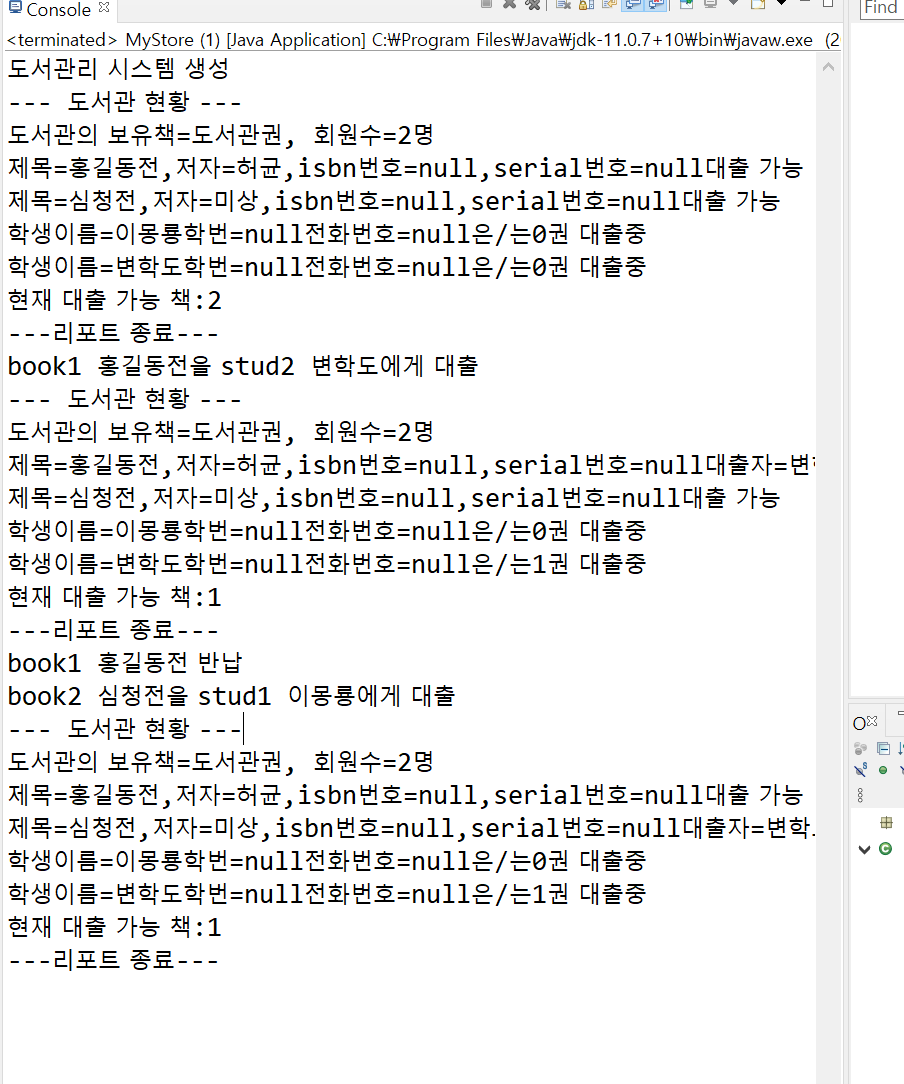 Console
Find
<terminated> MyStore (1) [Java Application] C:₩Program Files₩Java₩jdk-11.0.7+10₩bin₩javaw.exe (2
도서관리 시스템 생성
--- 도서관 현황 ---
도서관의 보유책=도서관권, 회원수=2명
제목=홍길동전,저자=허균,isbn번호=null,serial번호=null대출 가능
제목=심청전,저자=미상,isbn번호=null,serial번호=null대출 가능
학생이름=이몽룡학번=null전화번호=null은/는0권 대출중
학생이름=변학도학번=null전화번호=null은/는0권 대출중
현재 대출 가능 책:2
---리포트 종료---
book1 홍길동전을 stud2 변학도에게 대출
--- 도서관 현황 ---
도서관의 보유책=도서관권, 회원수=2명
제목=홍길동전,저자=허균,isbn번호=null,serial번호=null대출자=변
제목=심청전,저자=미상,isbn번호=null,serial번호=null대출 가능
학생이름=이몽룡학번=null전화번호=null은/는0권 대출중
학생이름=변학도학번=null전화번호=null은/는1권 대출중
현재 대출 가능 책:1
---리포트 종료---
book1 홍길동전 반납
book2 심청전을 stud1 이몽룡에게 대출
--- 도서관 현황 ---
도서관의 보유책=도서관권, 회원수=2명
제목=홍길동전,저자=허균,isbn번호=null,serial번호=null대출 가능
제목=심청전,저자=미상,isbn번호=null,serial번호=null대출자=변학
학생이름=이몽룡학번=null전화번호=null은/는0권 대출중
학생이름=변학도학번=null전화번호=null은/는1권 대출중
현재 대출 가능 책:1
---리포트 종료---